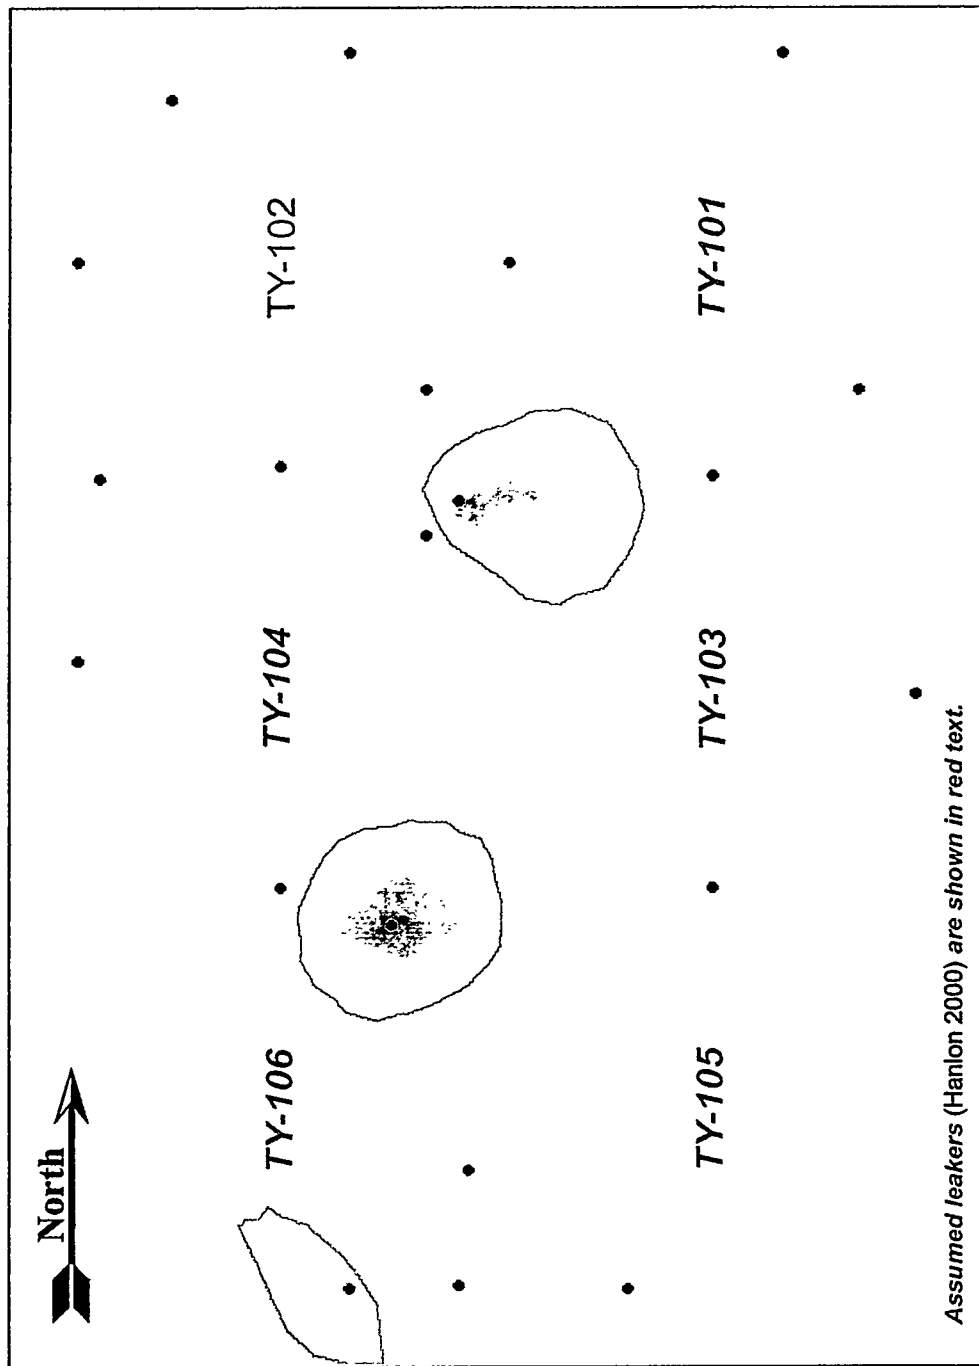 North
TY-106
TY-104
TY-102
TY-105
TY-103
TY-101
Assumed leakers (Hanlon 2000) are shown in red text.